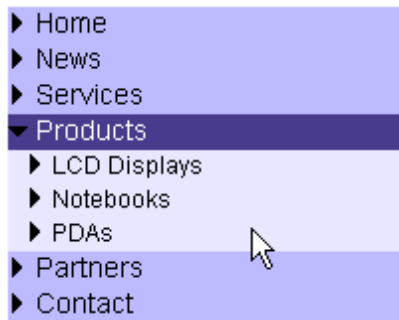 Home
News
Services
Products
LCD Displays
Notebooks
PDAs
Partners
Contact